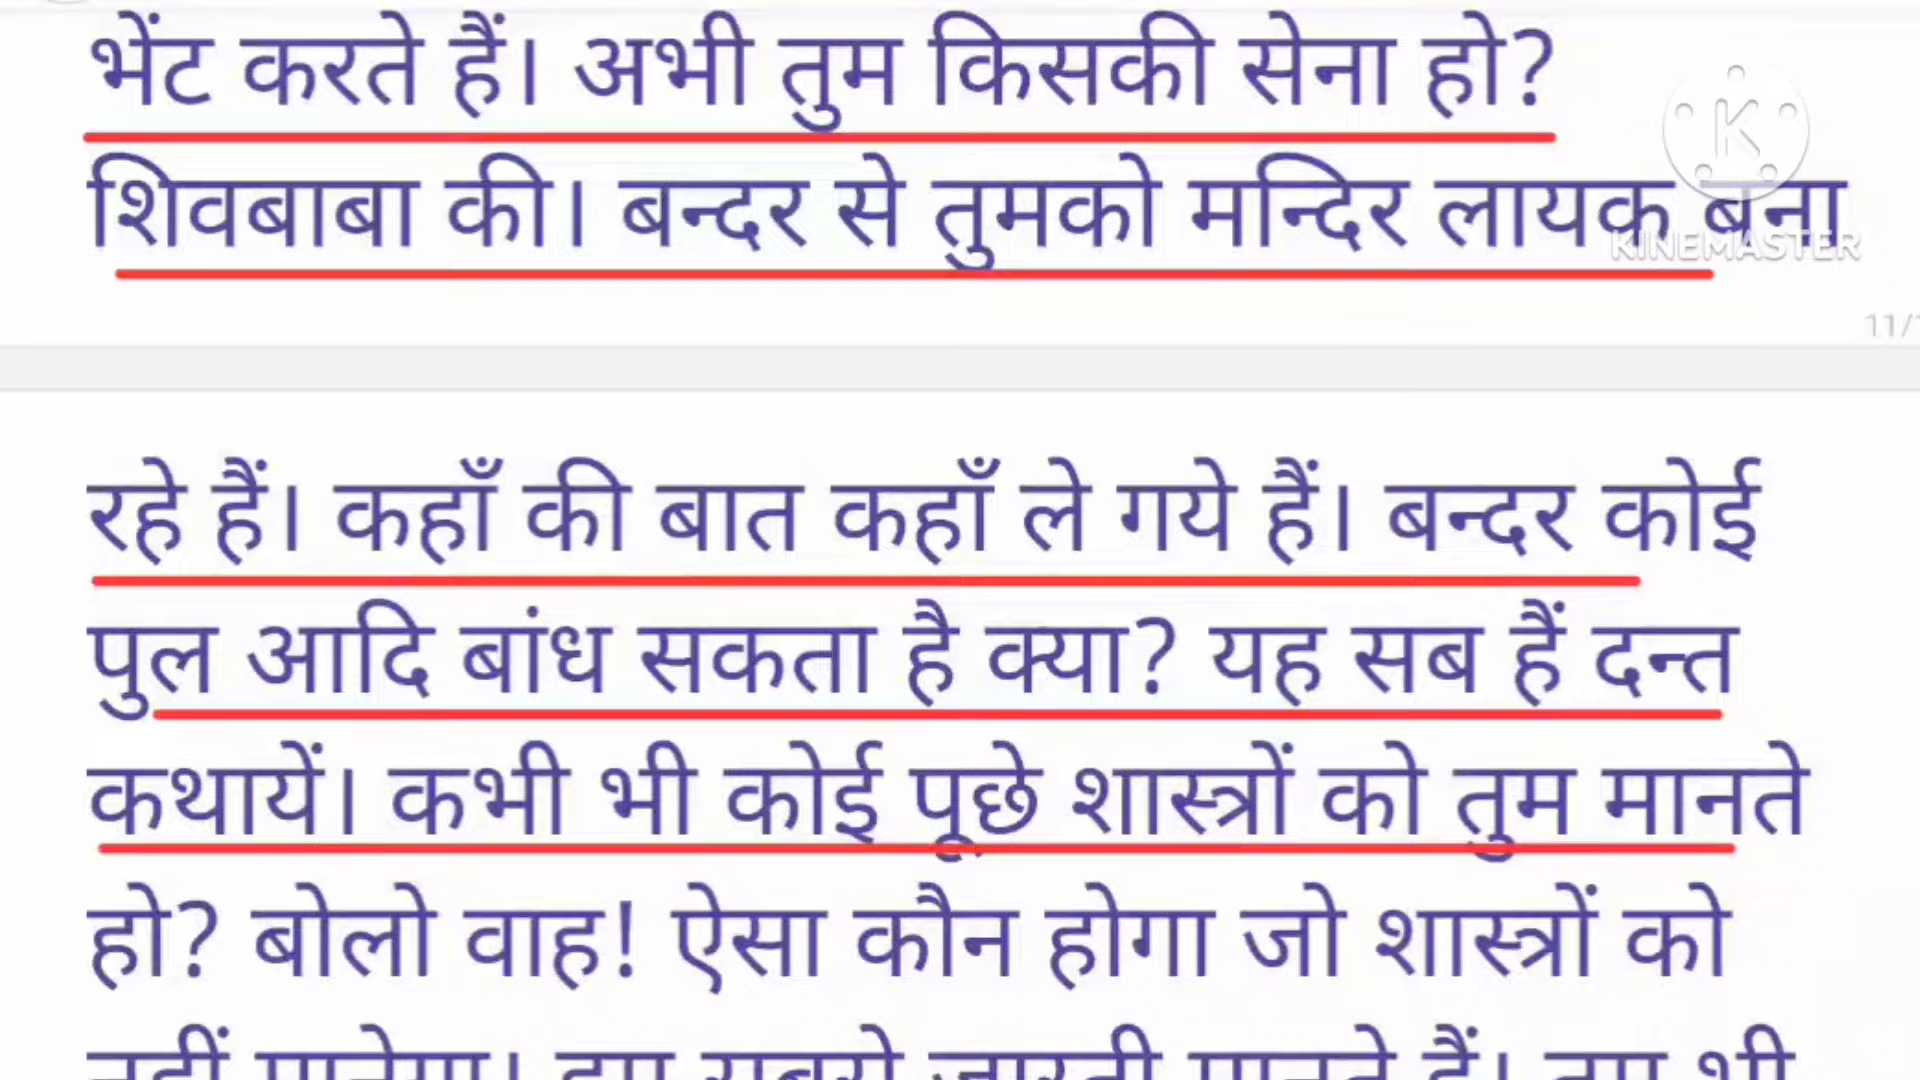 भेंट करते हैं। अभी तुम किसकी सेना हो?
शिवबाबा की। बन्दर से तुमको मन्दिर लायक बना
K
KINEMASTER
11/
रहे हैं। कहाँ की बात कहाँ ले गये हैं। बन्दर कोई
पुल आदि बांध सकता है क्या? यह सब हैं दन्त
कथायें। कभी भी कोई पूछे शास्त्रों को तुम मानते
हो? बोलो वाह! ऐसा कौन होगा जो शास्त्रों को